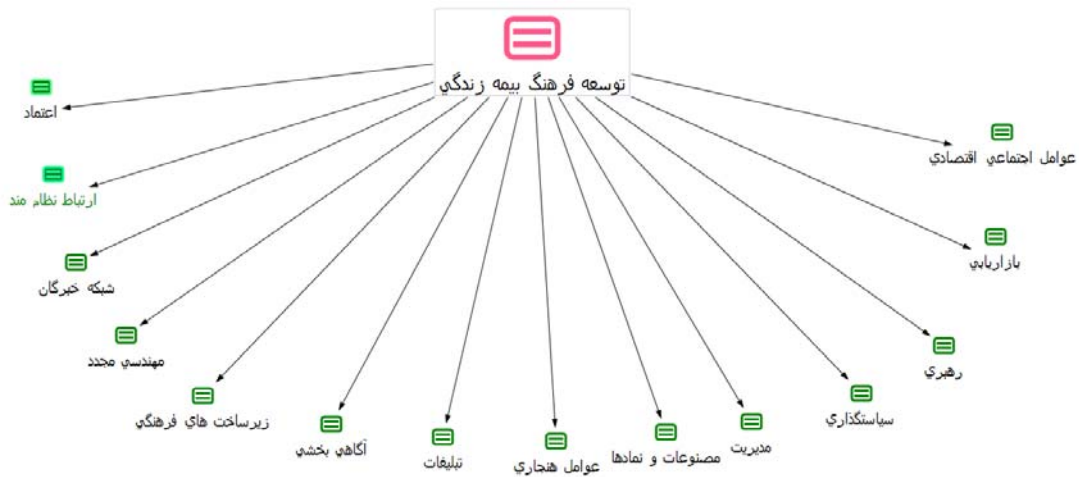 توسعه فرهنگ بيمه زندگي
عوامل اجتماعي اقتصادي
بازاريابي
رهبري
سياستگذاري
مديريت
مصنوعات و نمادها
عوامل هنجاري
تبليغات
آگاهي بخشي
زيرساخت هاي فرهنگي
مهندسي مجدد
شبكه خبرگان
ارتباط نظام مند
اعتماد